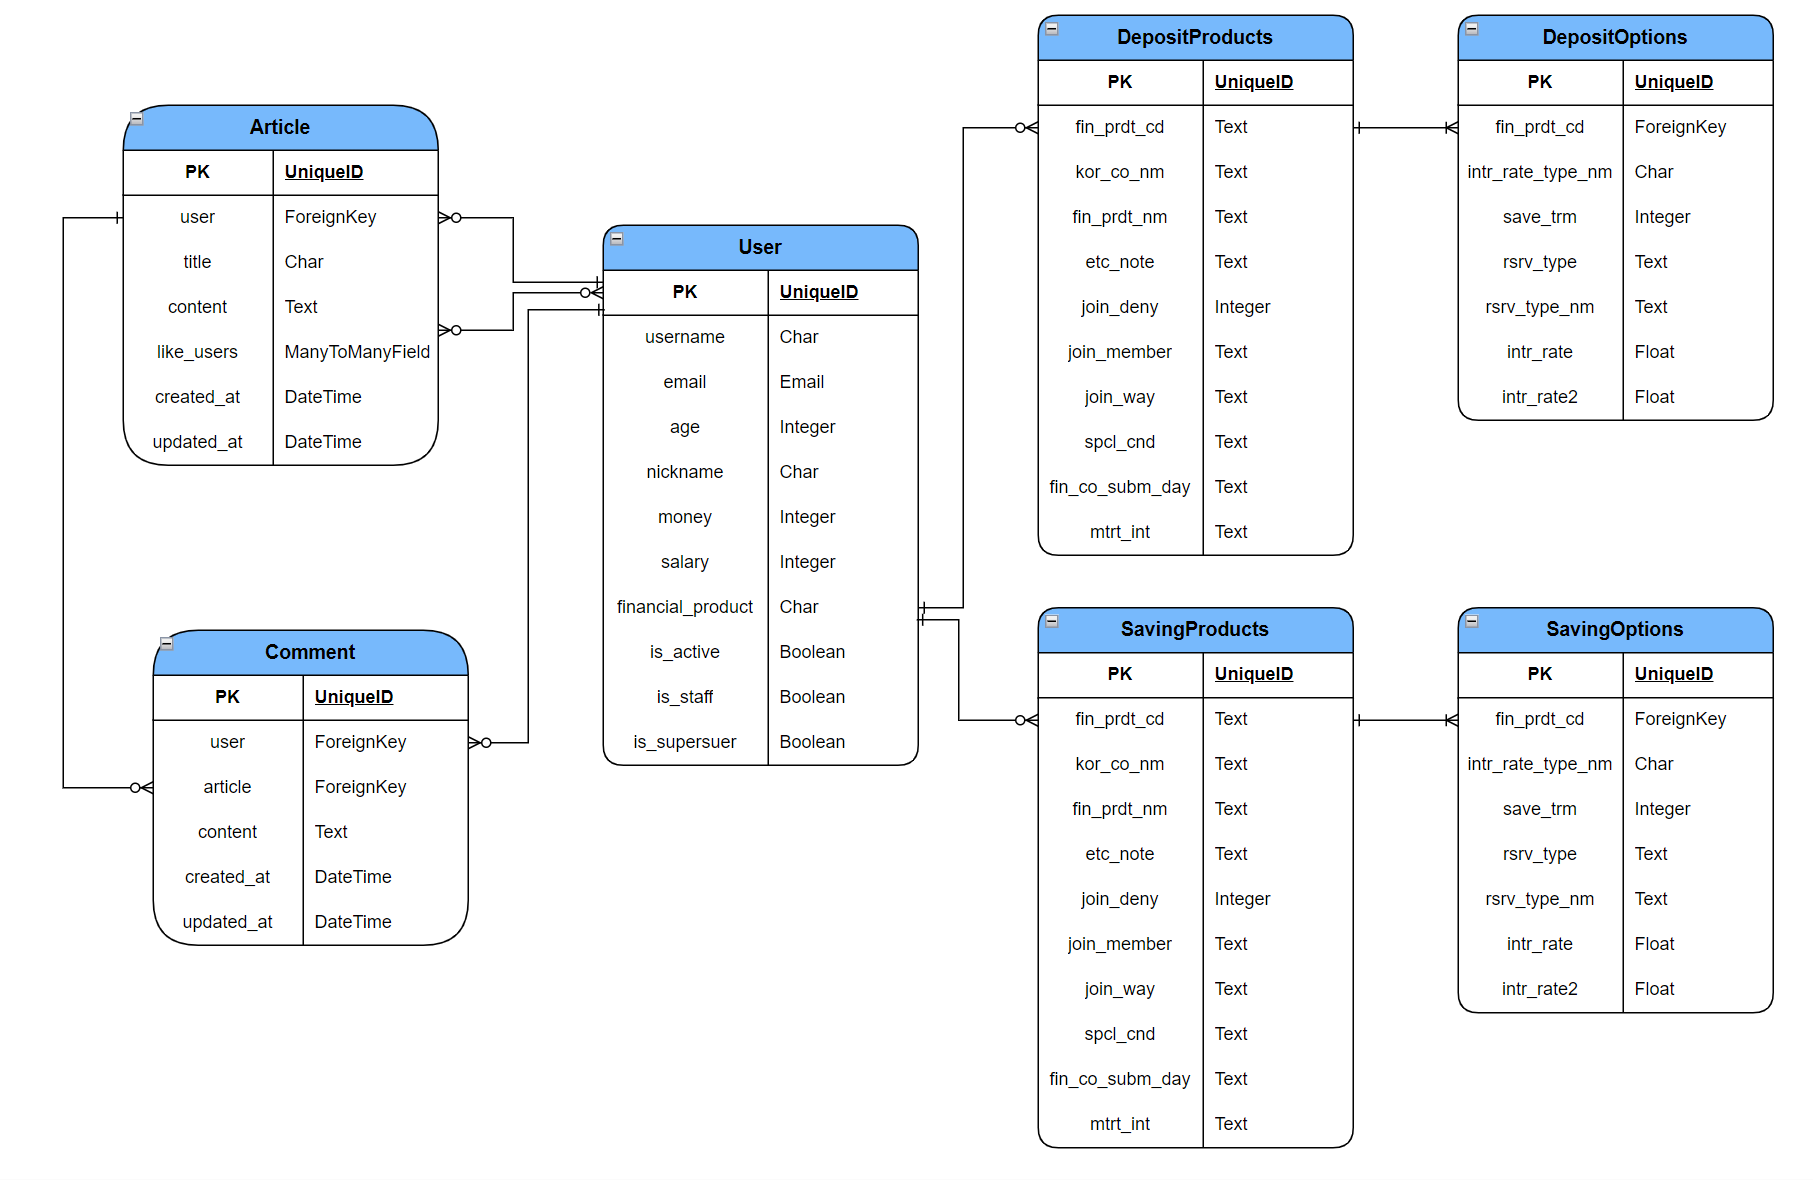 Article
PK UniqueID
user ForeignKey
title Char
content Text
like_users ManyToManyField
created_at DateTime
updated_at DateTime
Comment
PK UniqueID
user ForeignKey
article ForeignKey
content Text
created_at DateTime
updated_at DateTime
User
PK UniqueID
username Char
email Email
age Integer
nickname Char
money Integer
salary Integer
financial_product Char
is_active Boolean
is_staff Boolean
is_supersuer Boolean
DepositProducts
PK UniqueID
fin_prdt_cd Text
kor_co_nm Text
fin_prdt_nm Text
etc_note Text
join_deny Integer
join_member Text
join_way Text
spcl_cnd Text
fin_co_subm_day Text
mtrt_int Text
DepositOptions
PK UniqueID
fin_prdt_cd ForeignKey
intr_rate_type_nm Char
save_trm Integer
rsrv_type Text
rsrv_type_nm Text
intr_rate Float
intr_rate2 Float
SavingProducts
PK UniqueID
fin_prdt_cd Text
kor_co_nm Text
fin_prdt_nm Text
etc_note Text
join_deny Integer
join_member Text
join_way Text
spcl_cnd Text
fin_co_subm_day Text
mtrt_int Text
SavingOptions
PK UniqueID
fin_prdt_cd ForeignKey
intr_rate_type_nm Char
save_trm Integer
rsrv_type Text
rsrv_type_nm Text
intr_rate Float
intr_rate2 Float